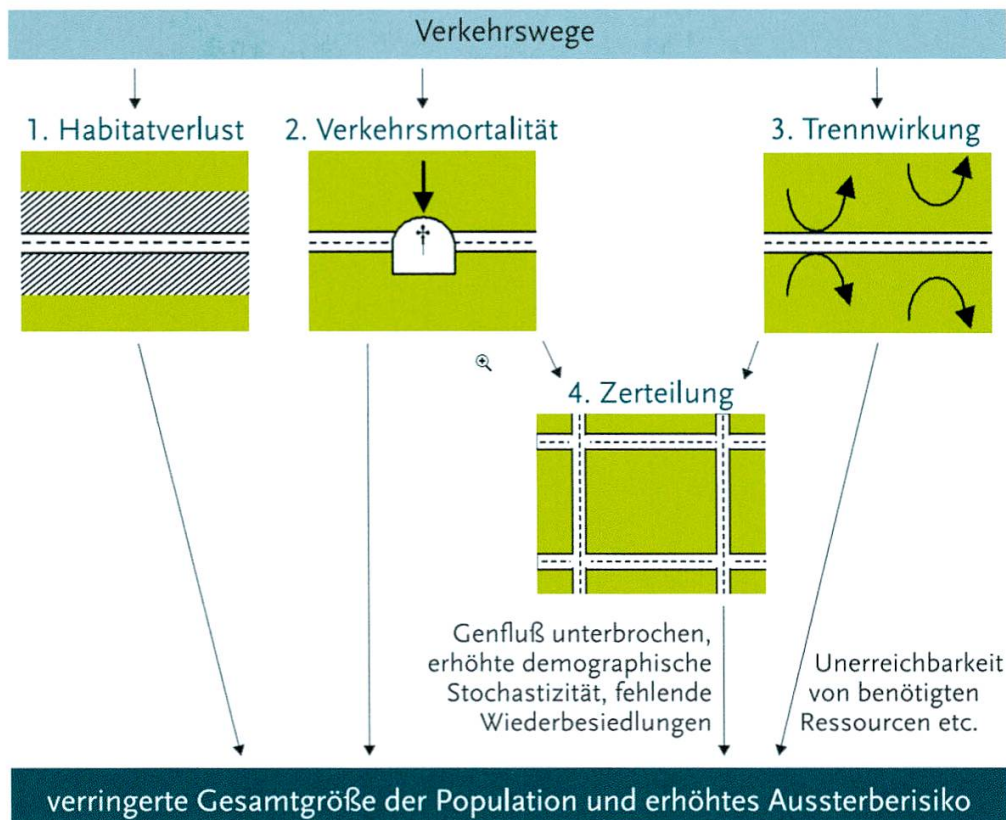 Verkehrswege
1. Habitatverlust
2. Verkehrsmortalität
3. Trennwirkung
†
4. Zerteilung
Genfluß unterbrochen,
erhöhte demographische
Stochastizität, fehlende
Wiederbesiedlungen
Unerreichbarkeit
von benötigten
Ressourcen etc.
verringerte Gesamtgröße der Population und erhöhtes Aussterberisiko